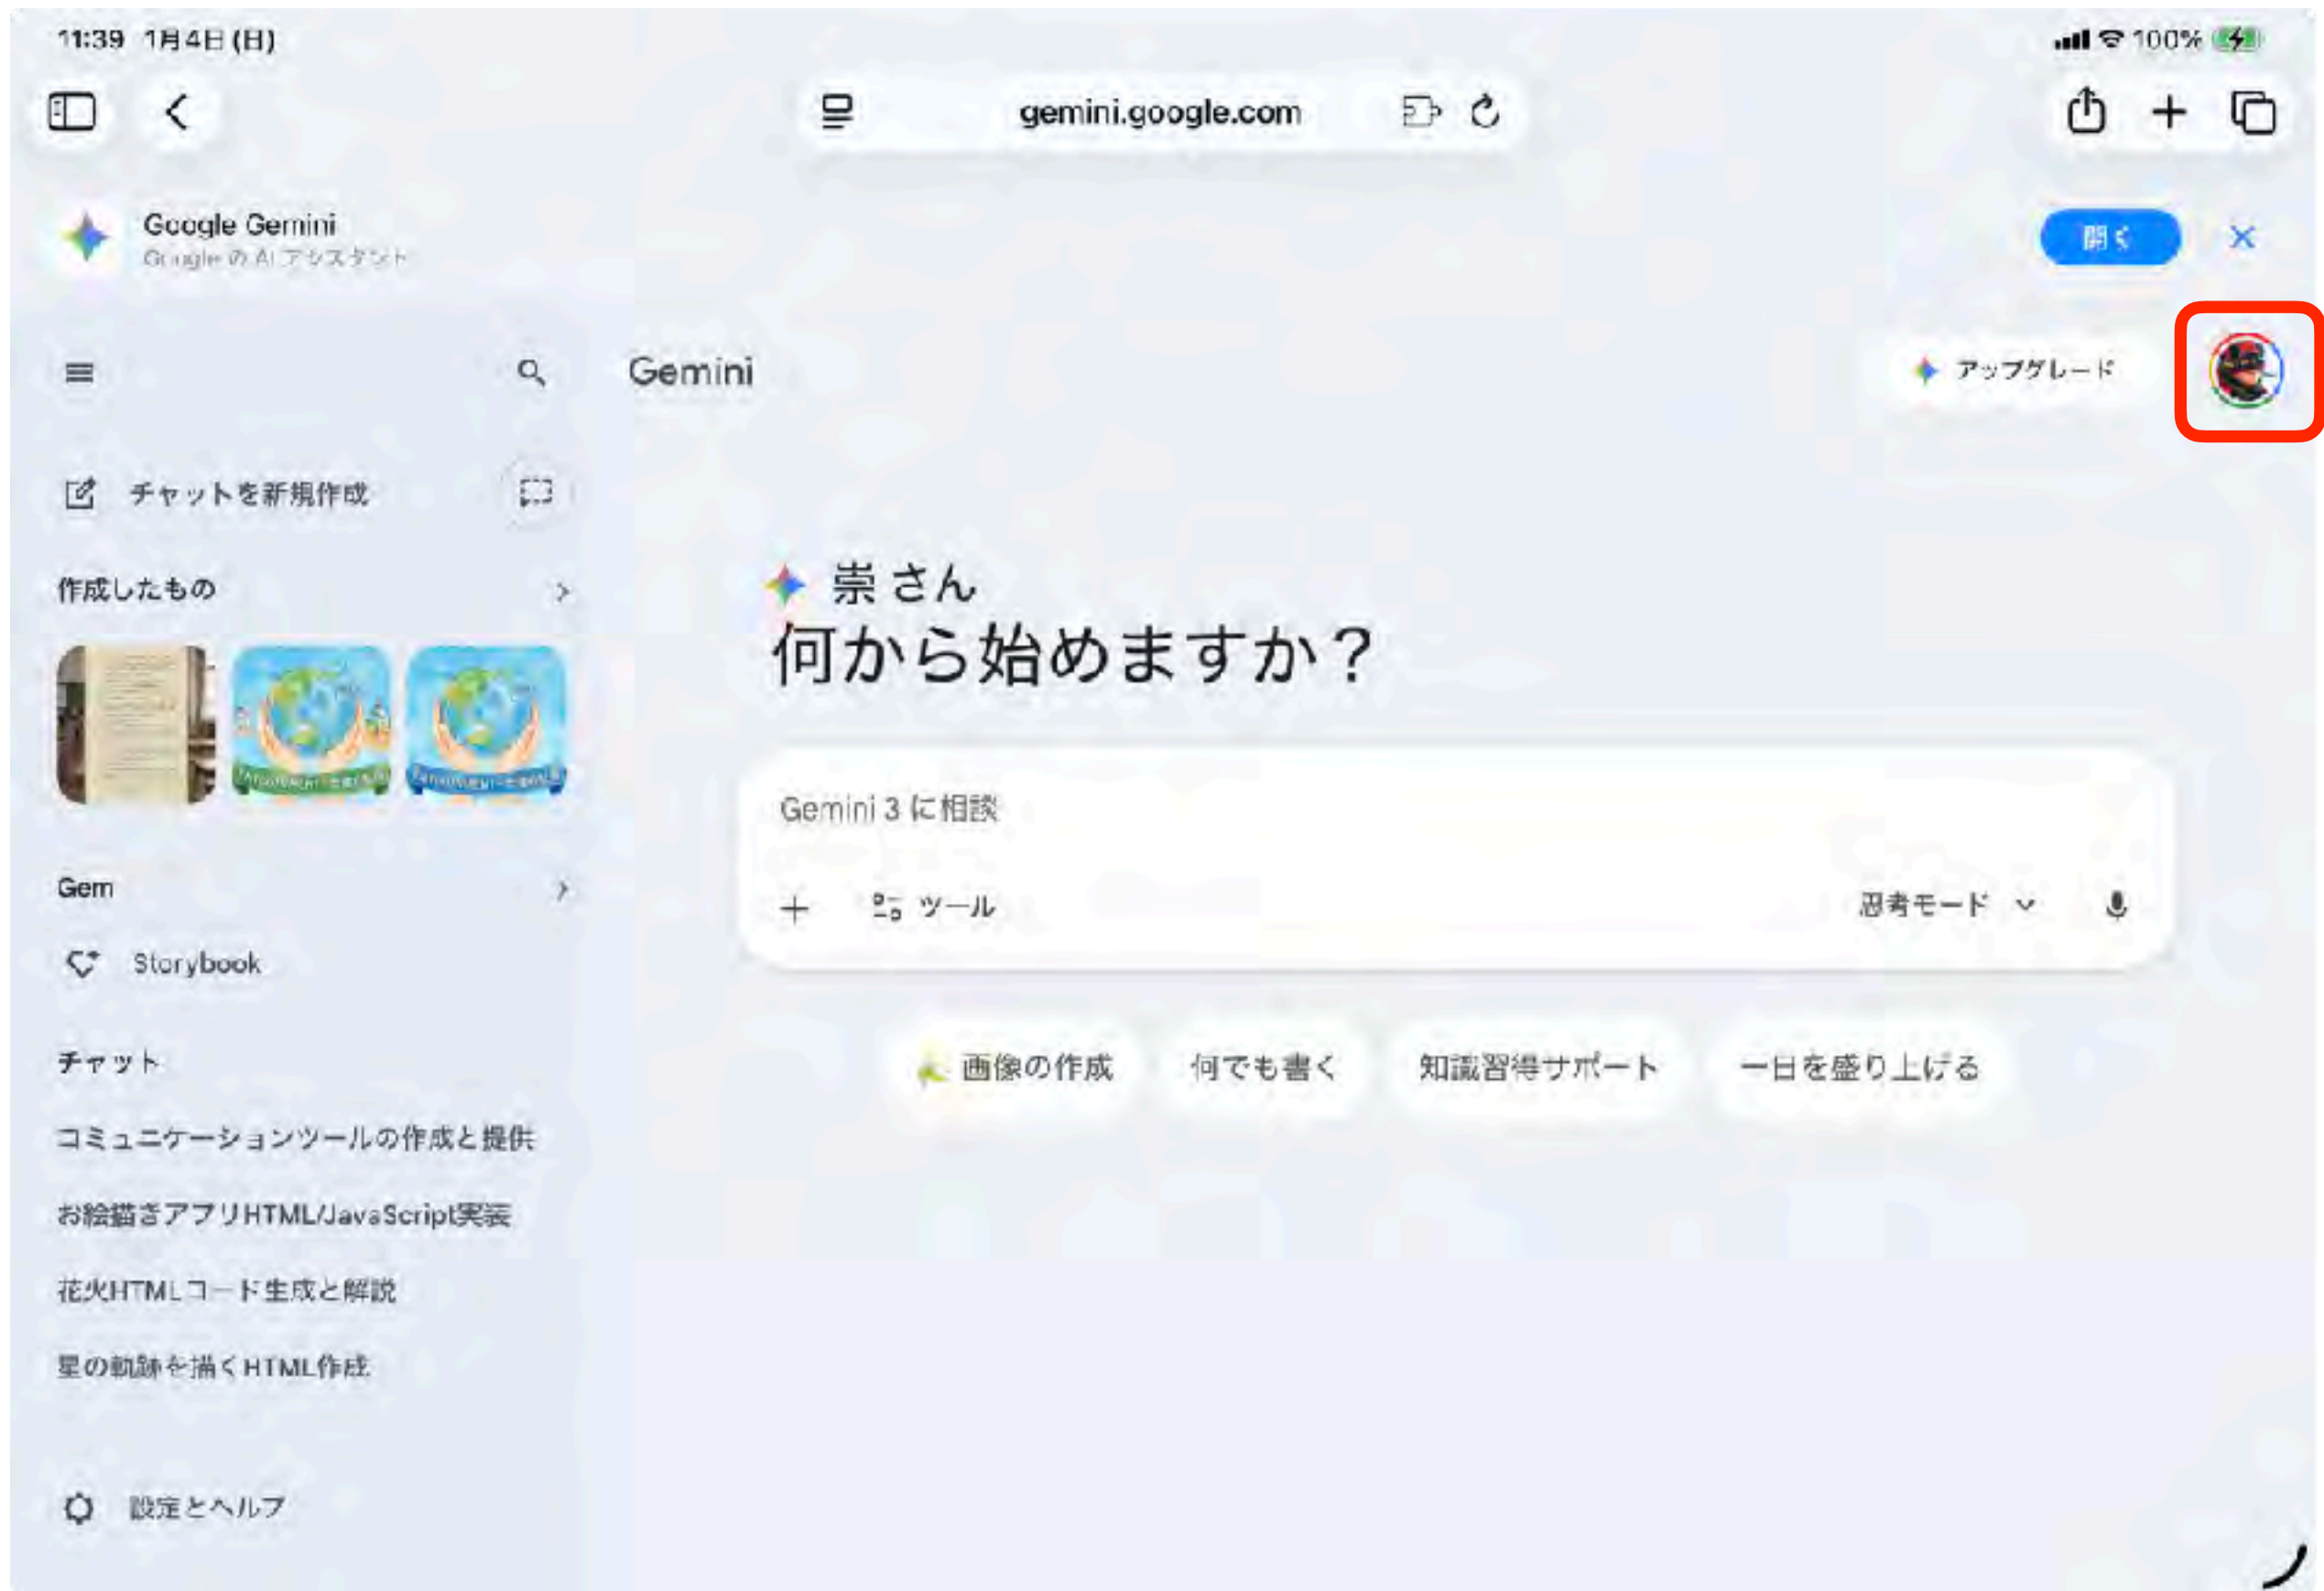 11:39 1月4日(日)
100%
gemini.google.com
Google Gemini
Google の AI アシスタント
開く
Gemini
アップグレード
チャットを新規作成
作成したもの
崇 さん
何から始めますか？
Gemini 3 に相談
ツール
思考モード
Gem
Storybook
画像の作成
何でも書く
知識習得サポート
一日を盛り上げる
チャット
コミュニケーションツールの作成と提供
お絵描きアプリHTML/JavaScript実装
花火HTMLコード生成と解説
星の軌跡を描くHTML作成
設定とヘルプ